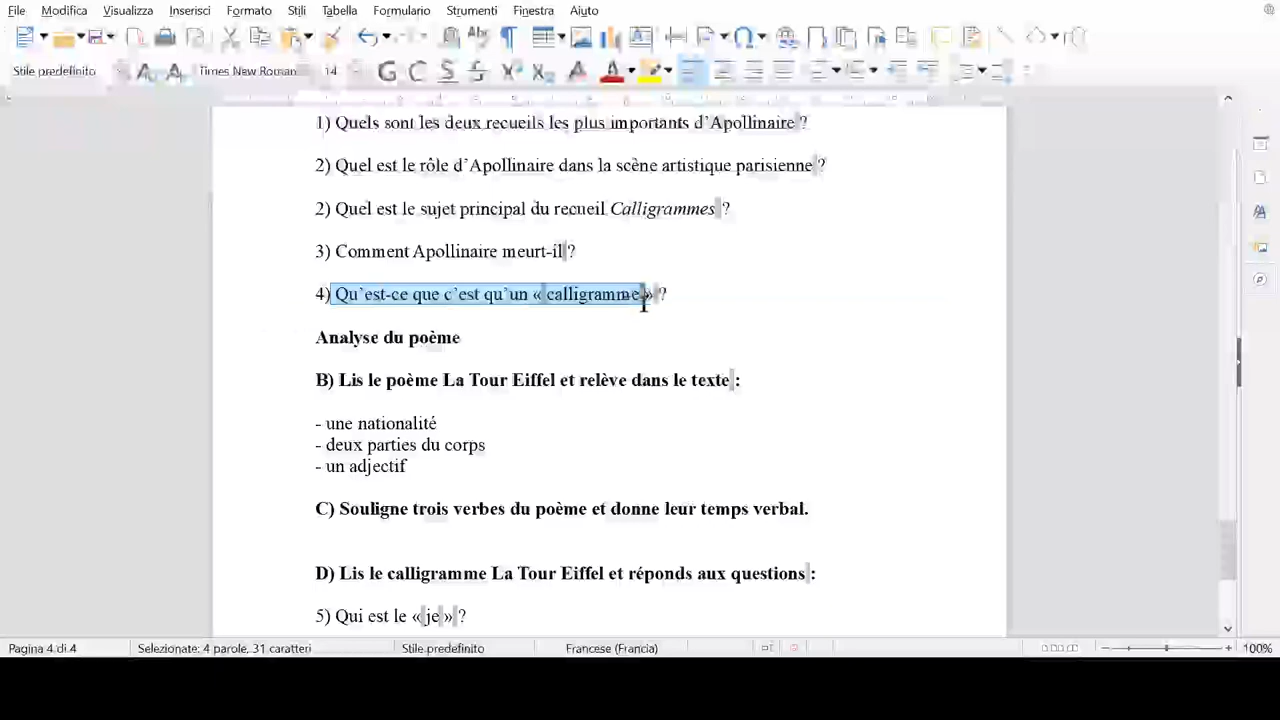 File Modifica Visualizza Inserisci Formato Stili Tabella Formulario Strumenti Finestra Aiuto
Stile predefinito Times New Roman 14 G C S
1) Quels sont les deux recueils les plus importants d’Apollinaire ?
2) Quel est le rôle d’Apollinaire dans la scène artistique parisienne ?
2) Quel est le sujet principal du recueil Calligrammes ?
3) Comment Apollinaire meurt-il ?
4) Qu’est-ce que c’est qu’un « calligramme » ?
Analyse du poème
B) Lis le poème La Tour Eiffel et relève dans le texte :
- une nationalité
- deux parties du corps
- un adjectif
C) Souligne trois verbes du poème et donne leur temps verbal.
D) Lis le calligramme La Tour Eiffel et réponds aux questions :
5) Qui est le « je » ?
Pagina 4 di 4 Selezionate: 4 parole, 31 caratteri Stile predefinito Francese (Francia) 100%